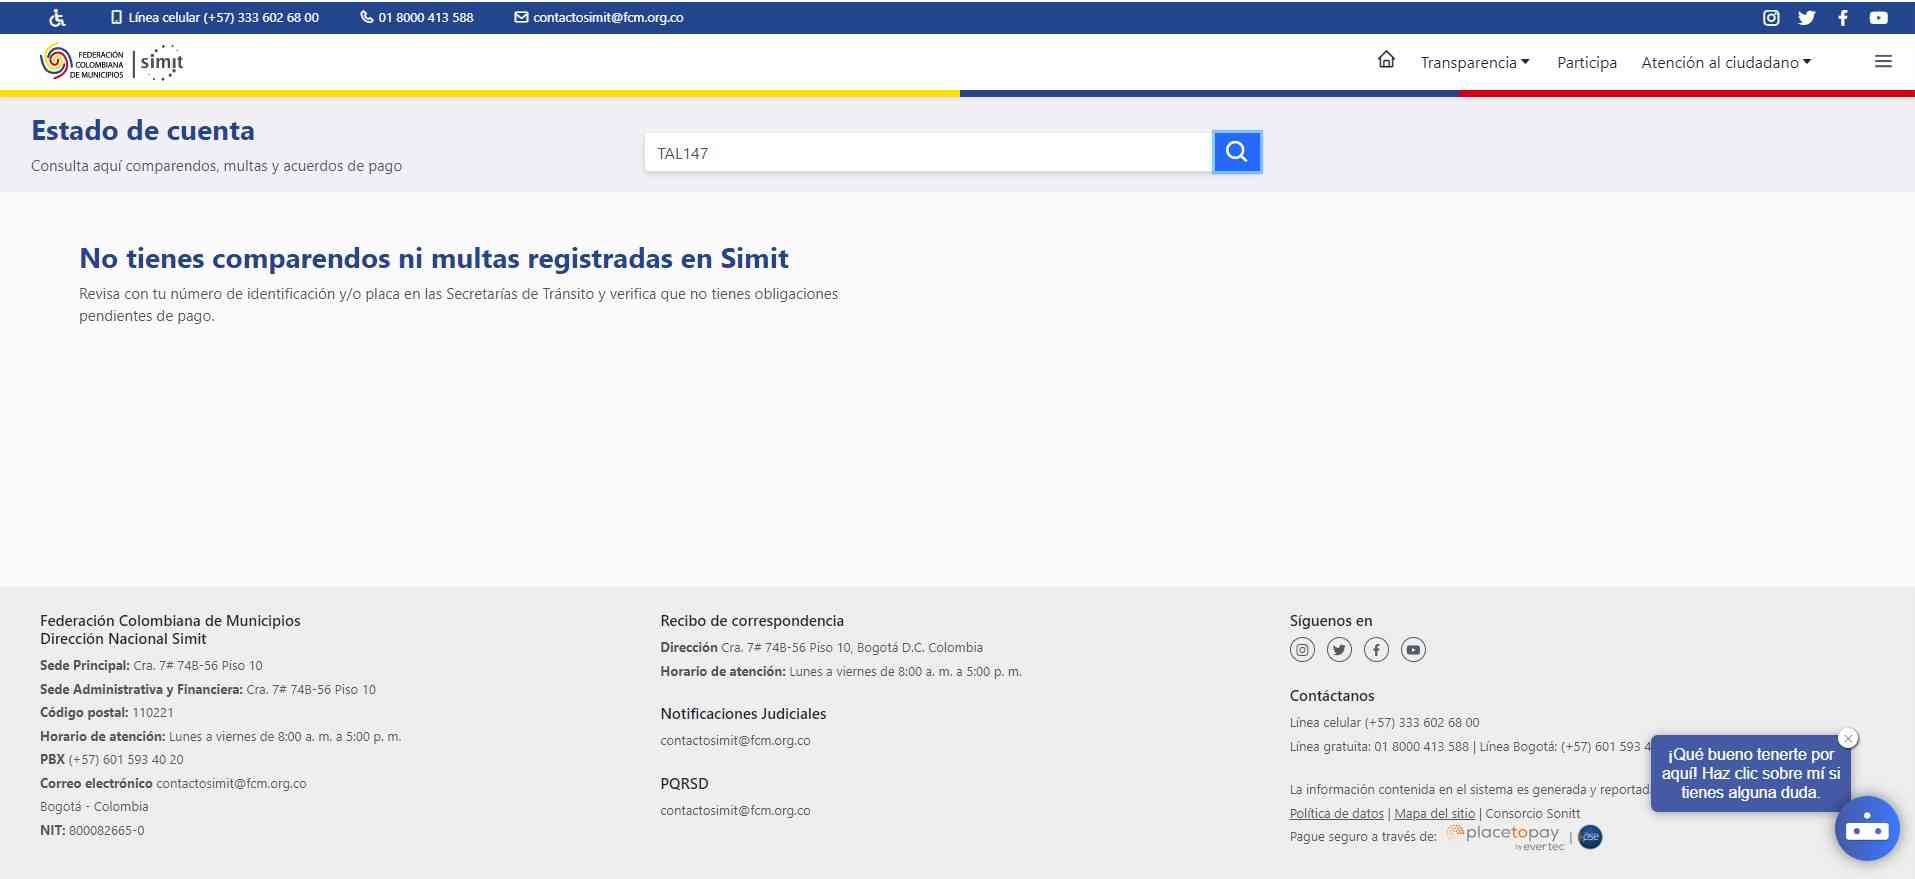 Línea celular (+57) 333 602 68 00
01 8000 413 588
contactosimit@fcm.org.co
FEDERACIÓN
COLOMBIANA
DE MUNICIPIOS
simit
Transparencia
Participa
Atención al ciudadano
Estado de cuenta
Consulta aquí comparendos, multas y acuerdos de pago
TAL147
No tienes comparendos ni multas registradas en Simit
Revisa con tu número de identificación y/o placa en las Secretarías de Tránsito y verifica que no tienes obligaciones
pendientes de pago.
Federación Colombiana de Municipios
Dirección Nacional Simit
Sede Principal: Cra. 7# 74B-56 Piso 10
Sede Administrativa y Financiera: Cra. 7# 74B-56 Piso 10
Código postal: 110221
Horario de atención: Lunes a viernes de 8:00 a. m. a 5:00 p. m.
PBX (+57) 601 593 40 20
Correo electrónico contactosimit@fcm.org.co
Bogotá - Colombia
NIT: 800082665-0
Recibo de correspondencia
Dirección Cra. 7# 74B-56 Piso 10, Bogotá D.C. Colombia
Horario de atención: Lunes a viernes de 8:00 a. m. a 5:00 p. m.
Notificaciones Judiciales
contactosimit@fcm.org.co
PQRSD
contactosimit@fcm.org.co
Síguenos en
Contáctanos
Línea celular (+57) 333 602 68 00
Línea gratuita: 01 8000 413 588 | Línea Bogotá: (+57) 601 593 4
La información contenida en el sistema es generada y reportad
Política de datos | Mapa del sitio | Consorcio Sonitt
Pague seguro a través de: placetopay | pse
by evertec
¡Qué bueno tenerte por
aquí! Haz clic sobre mí si
tienes alguna duda.